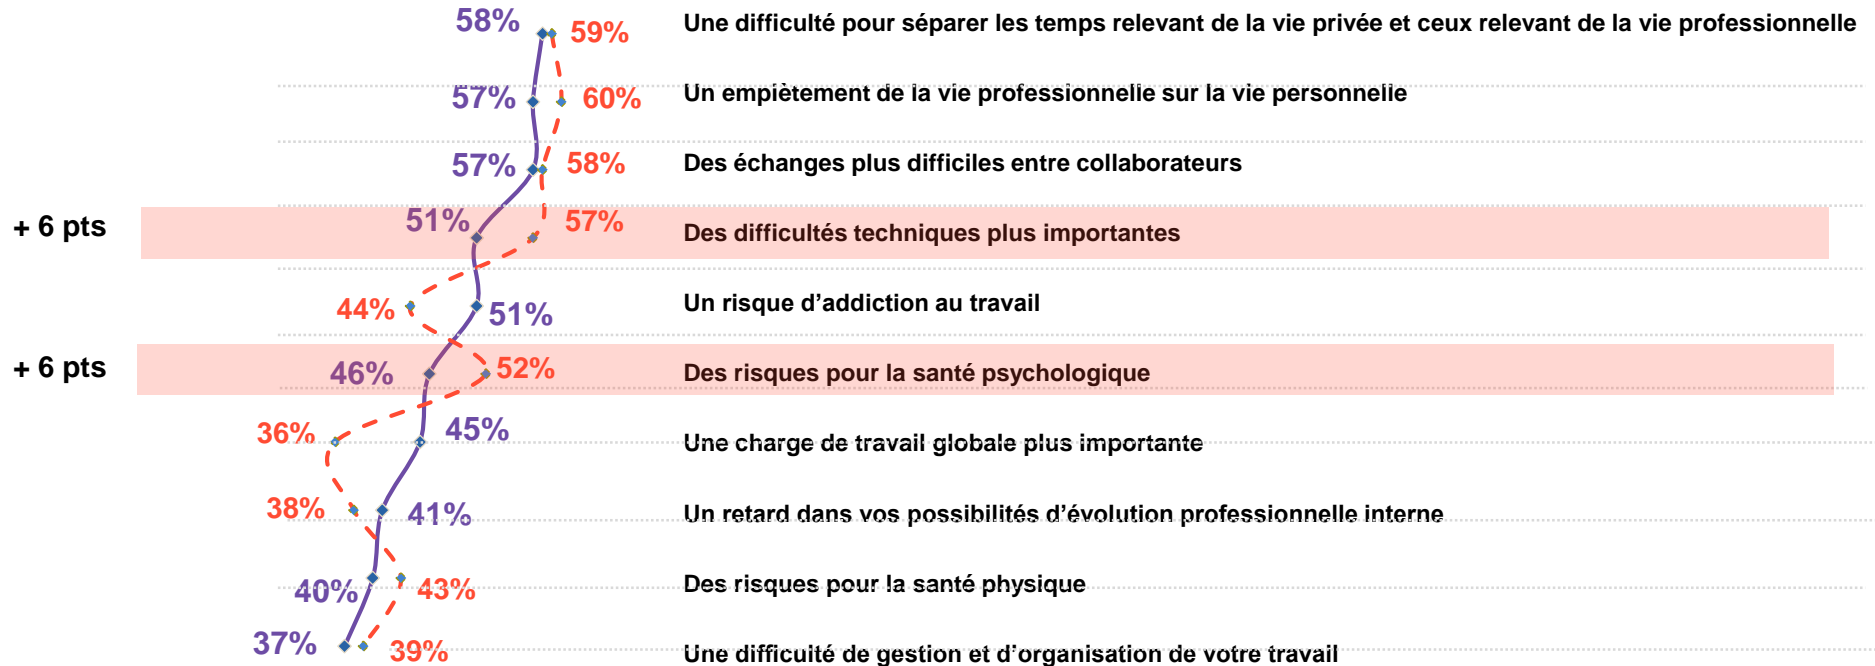 58% 59% Une difficulté pour séparer les temps relevant de la vie privée et ceux relevant de la vie professionnelle
57% 60% Un empiètement de la vie professionnelle sur la vie personnelle
57% 58% Des échanges plus difficiles entre collaborateurs
+ 6 pts 51% 57% Des difficultés techniques plus importantes
44% 51% Un risque d’addiction au travail
+ 6 pts 46% 52% Des risques pour la santé psychologique
36% 45% Une charge de travail globale plus importante
38% 41% Un retard dans vos possibilités d’évolution professionnelle interne
40% 43% Des risques pour la santé physique
37% 39% Une difficulté de gestion et d’organisation de votre travail